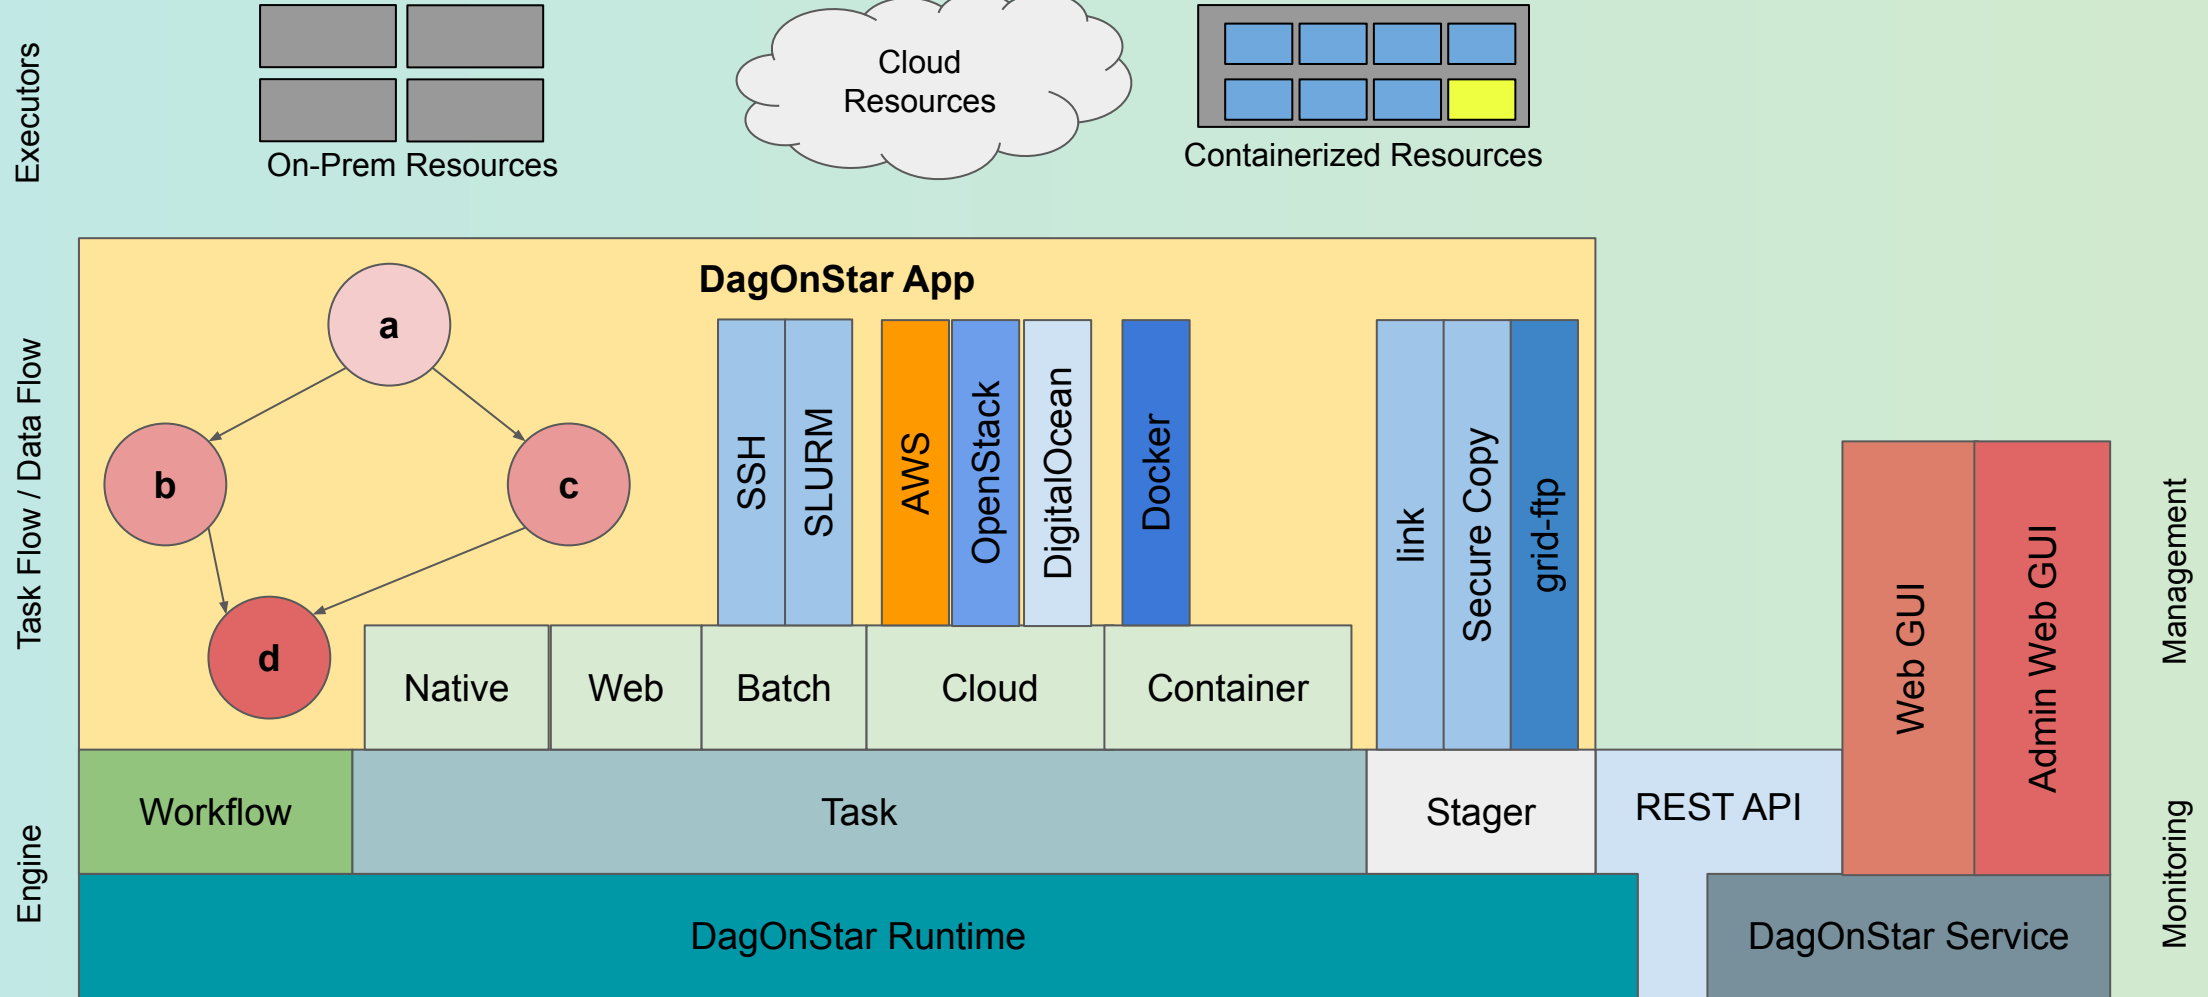 Executors
On-Prem Resources
Cloud
Resources
Containerized Resources
Task Flow / Data Flow
DagOnStar App
a
b
c
d
SSH
SLURM
AWS
OpenStack
DigitalOcean
Docker
link
Secure Copy
grid-ftp
Native
Web
Batch
Cloud
Container
Web GUI
Admin Web GUI
Management
Engine
Workflow
Task
Stager
REST API
DagOnStar Runtime
DagOnStar Service
Monitoring